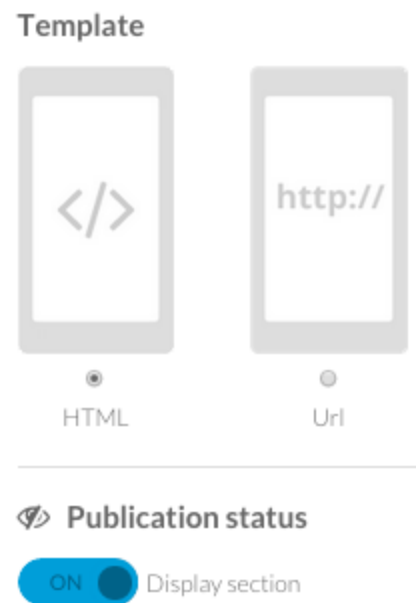 Template
</>
http://
HTML
Url
Publication status
ON
Display section